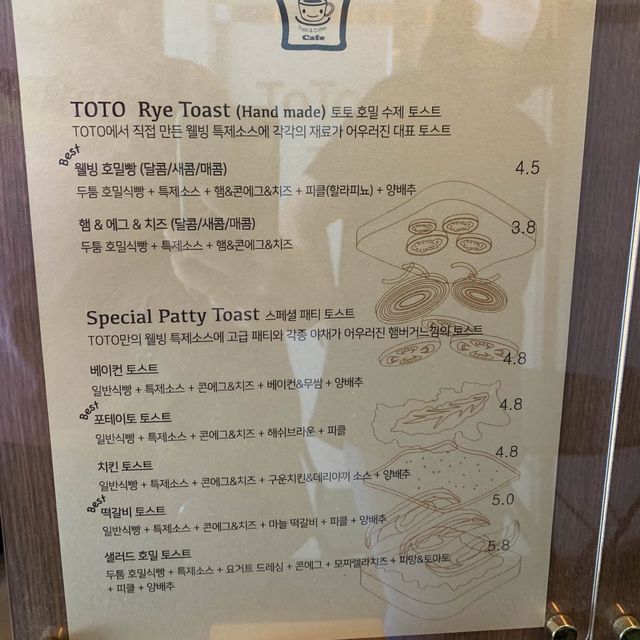 Toast & Coffee
Cafe
TOTO Rye Toast (Hand made) 토토 호밀 수제 토스트
TOTO에서 직접 만든 웰빙 특제소스에 각각의 재료가 어우러진 대표 토스트
Best
웰빙 호밀빵 (달콤/새콤/매콤) 4.5
두툼 호밀식빵 + 특제소스 + 햄&콘에그&치즈 + 피클(할라피뇨) + 양배추
햄 & 에그 & 치즈 (달콤/새콤/매콤) 3.8
두툼 호밀식빵 + 특제소스 + 햄&콘에그&치즈
Special Patty Toast 스페셜 패티 토스트
TOTO만의 웰빙 특제소스에 고급 패티와 각종 야채가 어우러진 햄버거느낌의 토스트
베이컨 토스트 4.8
일반식빵 + 특제소스 + 콘에그&치즈 + 베이컨&무쌈 + 양배추
Best
포테이토 토스트 4.8
일반식빵 + 특제소스 + 콘에그&치즈 + 해쉬브라운 + 피클
치킨 토스트 4.8
일반식빵 + 특제소스 + 콘에그&치즈 + 구운치킨&데리야끼 소스 + 양배추
Best
떡갈비 토스트 5.0
일반식빵 + 특제소스 + 콘에그&치즈 + 마늘 떡갈비 + 피클 + 양배추
샐러드 호밀 토스트 5.8
두툼 호밀식빵 + 특제소스 + 요거트 드레싱 + 콘에그 + 모짜렐라치즈 + 피망&토마토
+ 피클 + 양배추